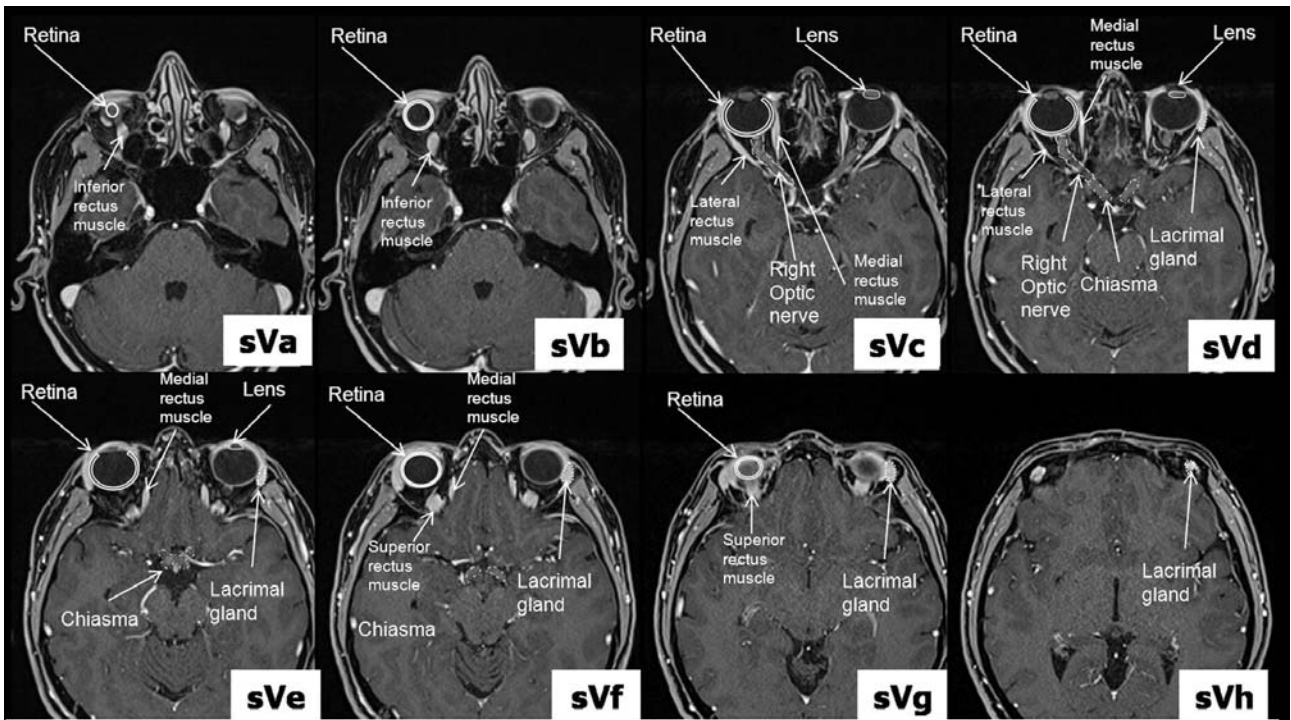 Retina
Inferior
rectus
muscle
sVa
Retina
Inferior
rectus
muscle
sVb
Retina
Lens
Lateral
rectus
muscle
Right
Optic
nerve
Medial
rectus
muscle
sVc
Retina
Medial
rectus
muscle
Lens
Lateral
rectus
muscle
Right
Optic
nerve
Chiasma
Lacrimal
gland
sVd
Retina
Medial
rectus
muscle
Lens
Chiasma
Lacrimal
gland
sVe
Retina
Medial
rectus
muscle
Superior
rectus
muscle
Chiasma
Lacrimal
gland
sVf
Retina
Superior
rectus
muscle
Lacrimal
gland
sVg
Lacrimal
gland
sVh